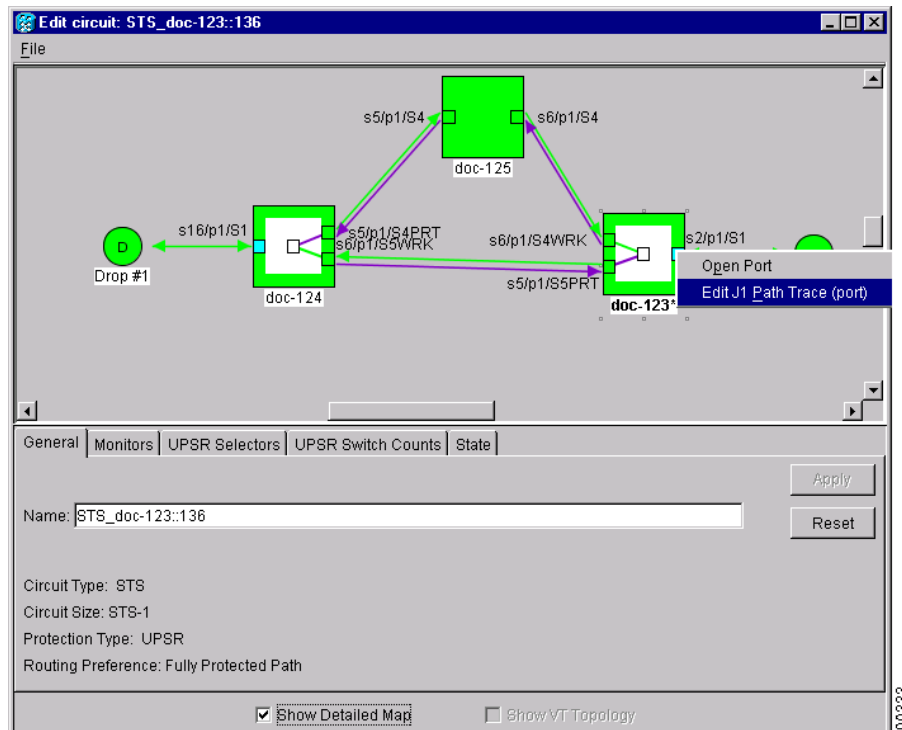 Edit circuit: STS_doc-123::136
File
s5/p1/S4
s6/p1/S4
doc-125
s16/p1/S1
s5/p1/S4PRT
s6/p1/S5WRK
s6/p1/S4WRK
s2/p1/S1
D
Drop #1
doc-124
s5/p1/S5PRT
doc-123*
Open Port
Edit J1 Path Trace (port)
General Monitors UPSR Selectors UPSR Switch Counts State
Apply
Name: STS_doc-123::136
Reset
Circuit Type: STS
Circuit Size: STS-1
Protection Type: UPSR
Routing Preference: Fully Protected Path
Show Detailed Map Show VT Topology